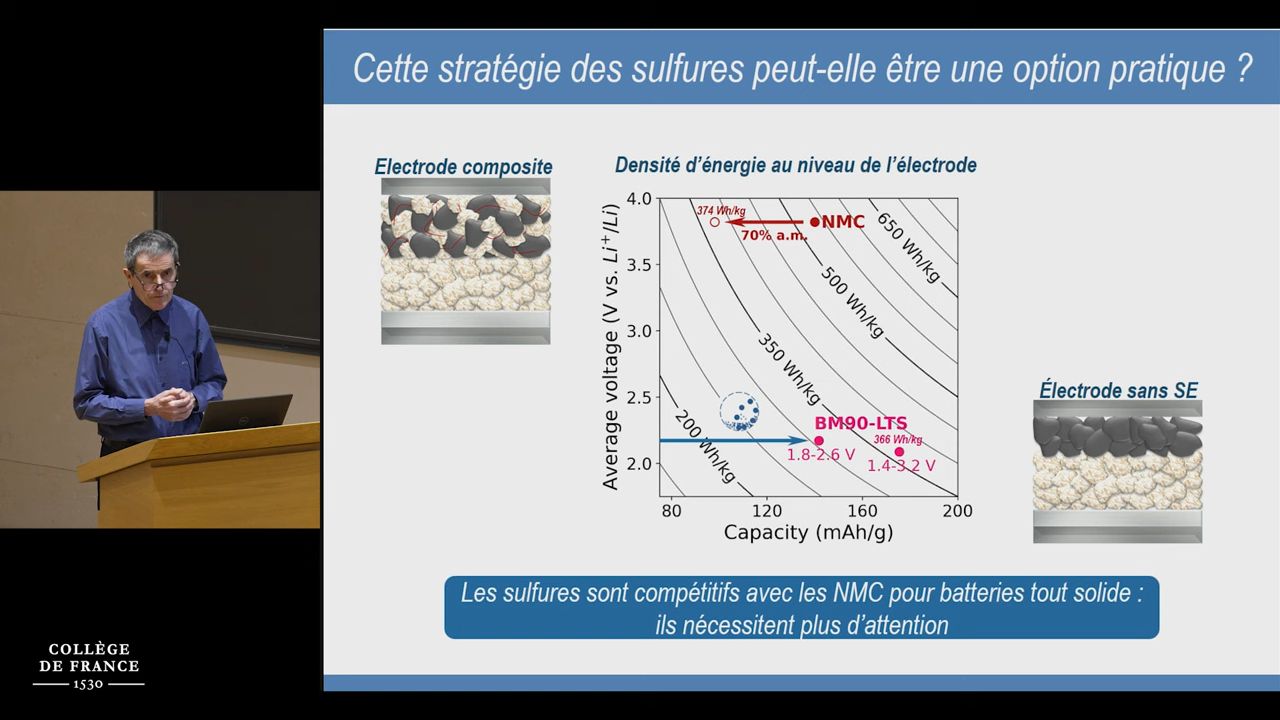 Cette stratégie des sulfures peut-elle être une option pratique ?
Electrode composite
Densité d'énergie au niveau de l'électrode
4.0
3.5
3.0
2.5
2.0
Average voltage (V vs. Li+/Li)
374 Wh/kg
NMC
70% a.m.
650 Wh/kg
500 Wh/kg
350 Wh/kg
200 Wh/kg
BM90-LTS
366 Wh/kg
1.8-2.6 V
1.4-3.2 V
80
120
160
200
Capacity (mAh/g)
Électrode sans SE
Les sulfures sont compétitifs avec les NMC pour batteries tout solide :
ils nécessitent plus d'attention
COLLÈGE
DE FRANCE
1530